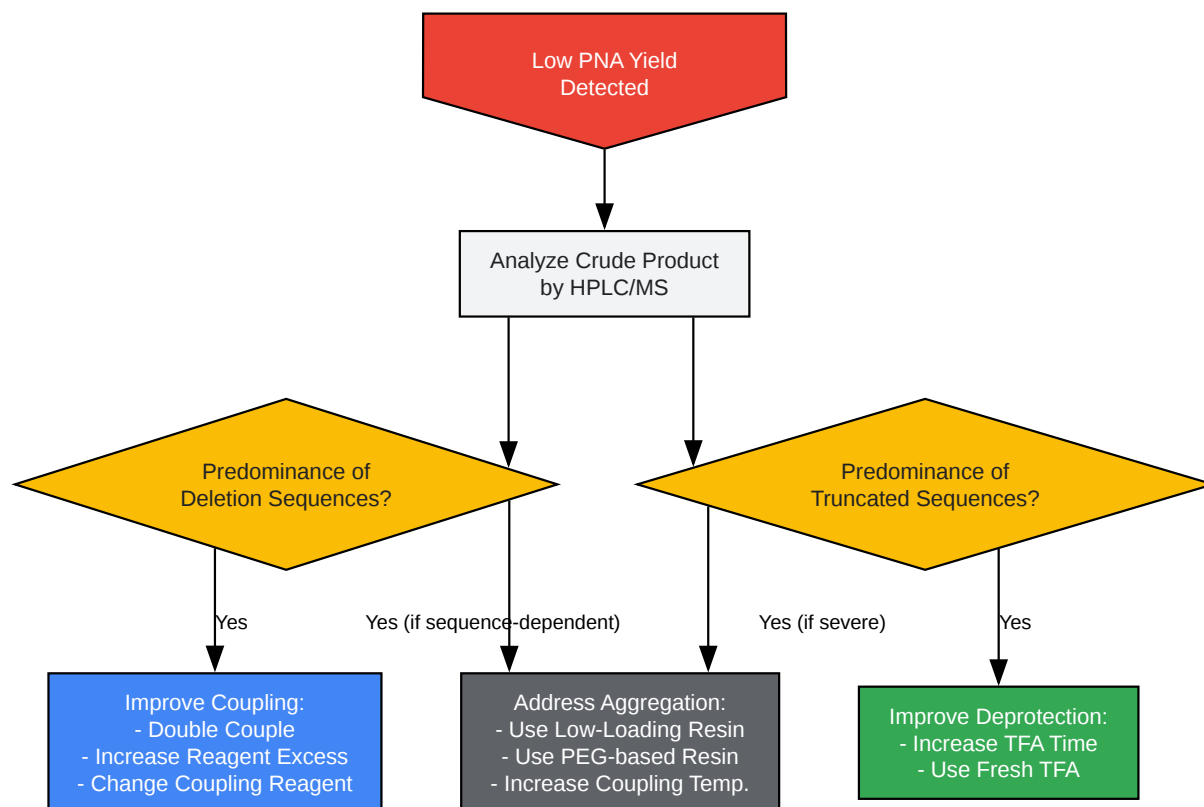 Low PNA Yield
Detected
Analyze Crude Product
by HPLC/MS
Predominance of
Deletion Sequences?
Predominance of
Truncated Sequences?
Yes
Yes (if sequence-dependent)
Yes (if severe)
Yes
Improve Coupling:
- Double Couple
- Increase Reagent Excess
- Change Coupling Reagent
Address Aggregation:
- Use Low-Loading Resin
- Use PEG-based Resin
- Increase Coupling Temp.
Improve Deprotection:
- Increase TFA Time
- Use Fresh TFA